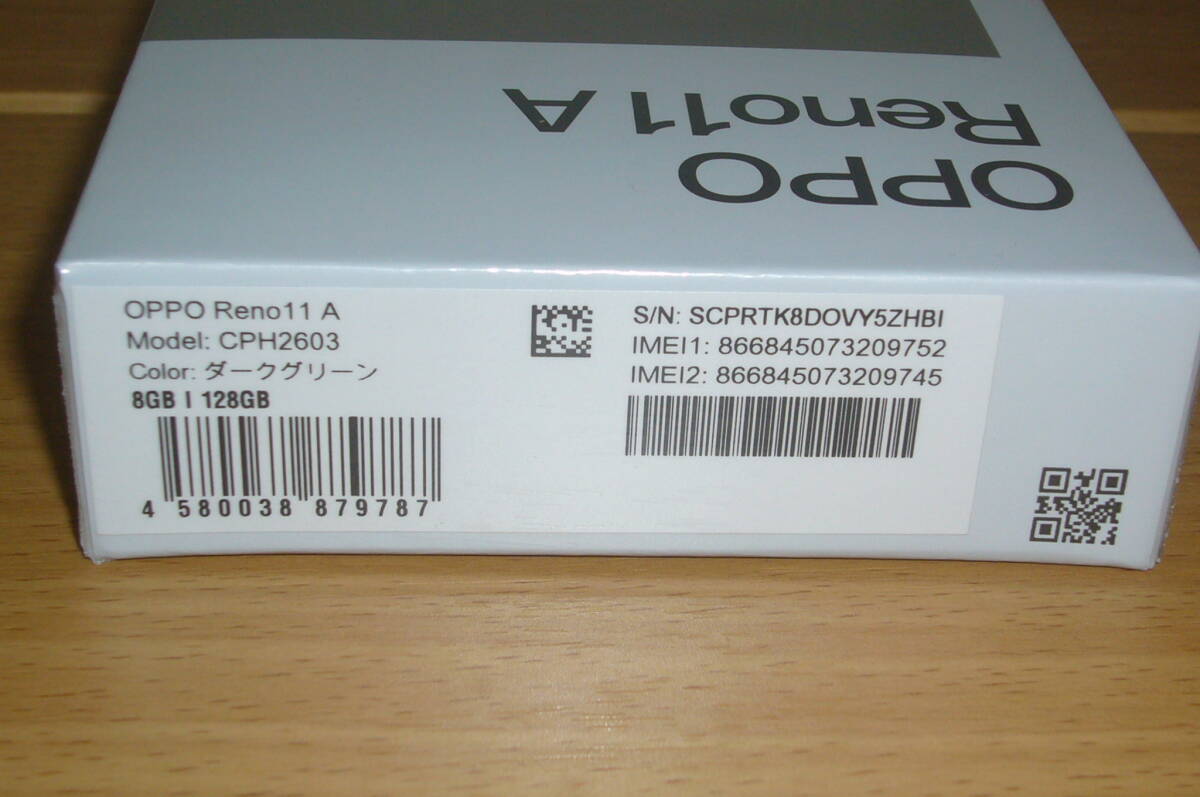 OPPO
Reno11 A
OPPO Reno11 A
Model: CPH2603
Color: ダークグリーン
8GB | 128GB
4 580038 879787
S/N: SCPRTK8DOVY5ZHBI
IMEI1: 866845073209752
IMEI2: 866845073209745